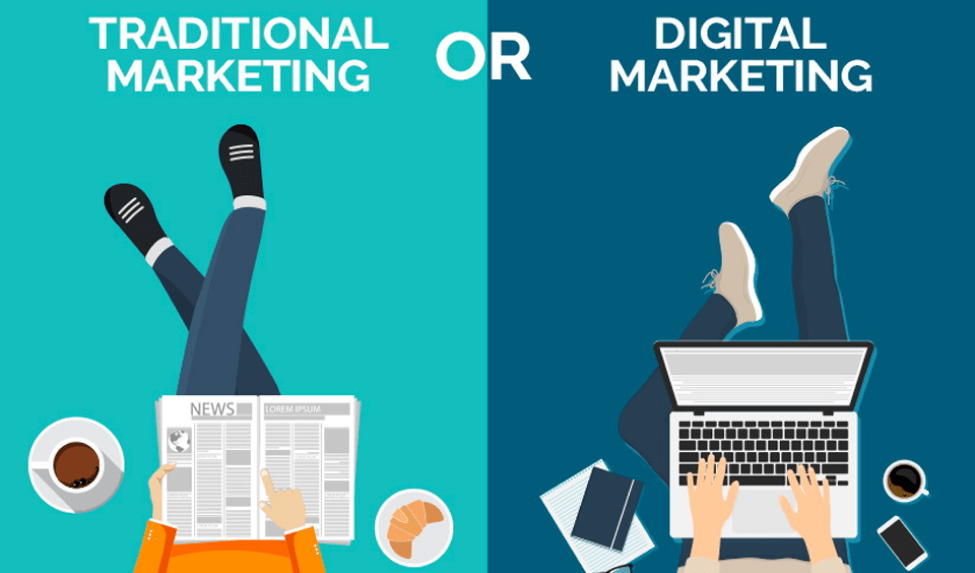 TRADITIONAL
MARKETING
OR
DIGITAL
MARKETING
NEWS
LOREM IPSUM